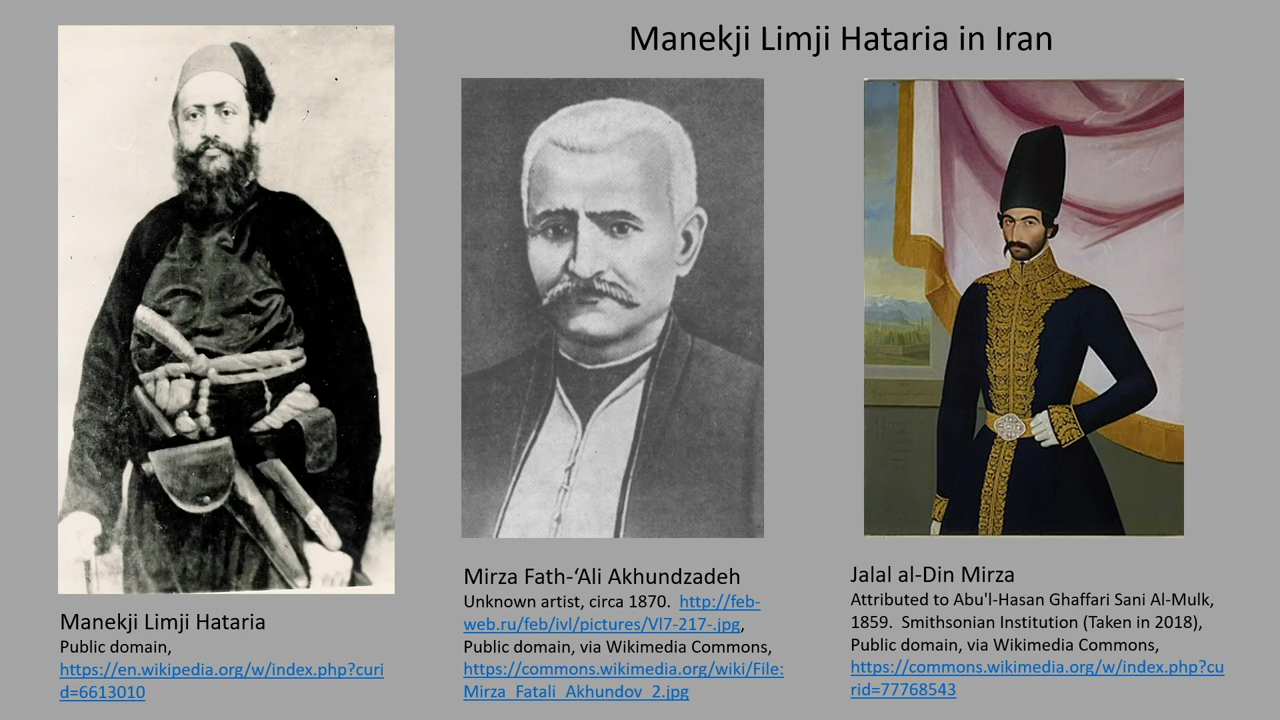 Manekji Limji Hataria in Iran
Manekji Limji Hataria
Public domain,
https://en.wikipedia.org/w/index.php?curi
d=6613010
Mirza Fath-‘Ali Akhundzadeh
Unknown artist, circa 1870.  http://feb-
web.ru/feb/ivl/pictures/Vl7-217-.jpg,
Public domain, via Wikimedia Commons,
https://commons.wikimedia.org/wiki/File:
Mirza_Fatali_Akhundov_2.jpg
Jalal al-Din Mirza
Attributed to Abu'l-Hasan Ghaffari Sani Al-Mulk,
1859.  Smithsonian Institution (Taken in 2018),
Public domain, via Wikimedia Commons,
https://commons.wikimedia.org/w/index.php?cu
rid=77768543